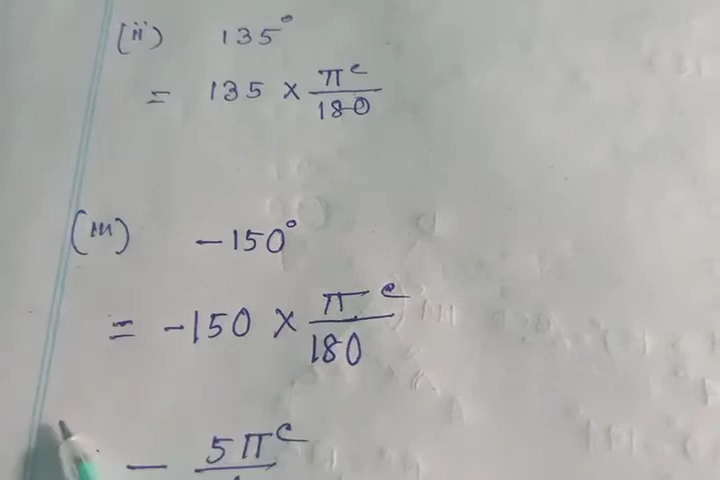 (ii) 135°
= 135 × π^c/180
(iii) -150°
= -150 × π^c/180
- 5π^c